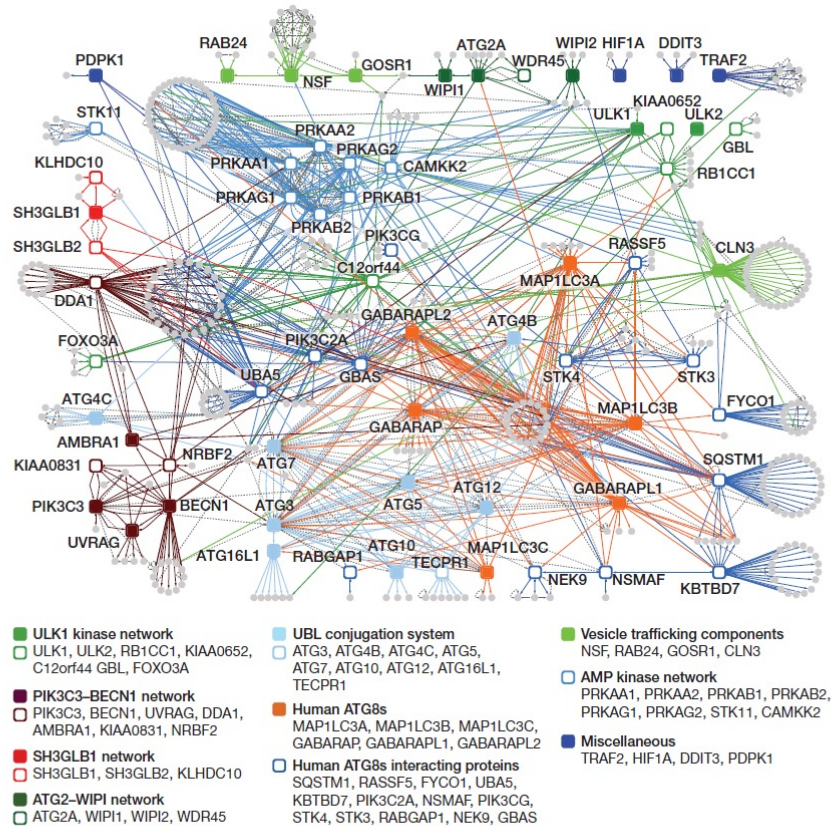 RAB24
GOSR1
ATG2A
WIPI2 HIF1A DDIT3
PDPK1
NSF
WIPI1
WDR45
TRAF2
STK11
ULK1
KIAA0652
ULK2
PRKAA2
PRKAG2
GBL
KLHDC10
PRKAA1
CAMKK2
RB1CC1
PRKAG1
PRKAB1
SH3GLB1
PRKAB2
SH3GLB2
PIK3CG
RASSF5
CLN3
C12orf44
MAP1LC3A
DDA1
GABARAPL2
ATG4B
FOXO3A
PIK3C2A
UBA5
GBAS
STK4
STK3
ATG4C
FYCO1
MAP1LC3B
GABARAP
AMBRA1
NRBF2
KIAA0831
ATG7
SQSTM1
ATG12
GABARAPL1
PIK3C3
BECN1
ATG3
ATG5
UVRAG
ATG16L1
RABGAP1
ATG10
TECPR1
MAP1LC3C
NEK9
NSMAF
KBTBD7
ULK1 kinase network
ULK1, ULK2, RB1CC1, KIAA0652,
C12orf44 GBL, FOXO3A
PIK3C3–BECN1 network
PIK3C3, BECN1, UVRAG, DDA1,
AMBRA1, KIAA0831, NRBF2
SH3GLB1 network
SH3GLB1, SH3GLB2, KLHDC10
ATG2–WIPI network
ATG2A, WIPI1, WIPI2, WDR45
UBL conjugation system
ATG3, ATG4B, ATG4C, ATG5,
ATG7, ATG10, ATG12, ATG16L1,
TECPR1
Human ATG8s
MAP1LC3A, MAP1LC3B, MAP1LC3C,
GABARAP, GABARAPL1, GABARAPL2
Human ATG8s interacting proteins
SQSTM1, RASSF5, FYCO1, UBA5,
KBTBD7, PIK3C2A, NSMAF, PIK3CG,
STK4, STK3, RABGAP1, NEK9, GBAS
Vesicle trafficking components
NSF, RAB24, GOSR1, CLN3
AMP kinase network
PRKAA1, PRKAA2, PRKAB1, PRKAB2,
PRKAG1, PRKAG2, STK11, CAMKK2
Miscellaneous
TRAF2, HIF1A, DDIT3, PDPK1